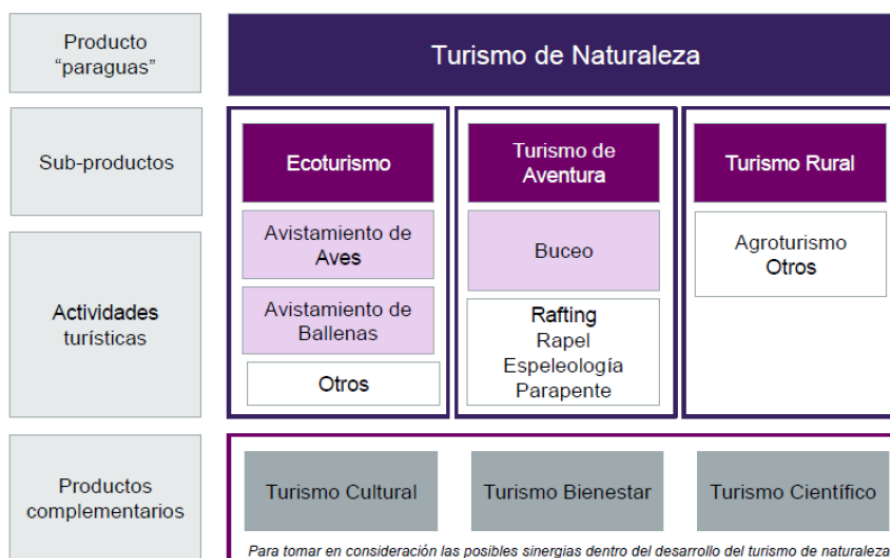 Producto
“paraguas”
Turismo de Naturaleza
Sub-productos
Ecoturismo
Turismo de
Aventura
Turismo Rural
Actividades
turísticas
Avistamiento de
Aves
Avistamiento de
Ballenas
Otros
Buceo
Rafting
Rapel
Espeleología
Parapente
Agroturismo
Otros
Productos
complementarios
Turismo Cultural
Turismo Bienestar
Turismo Científico
Para tomar en consideración las posibles sinergias dentro del desarrollo del turismo de naturaleza